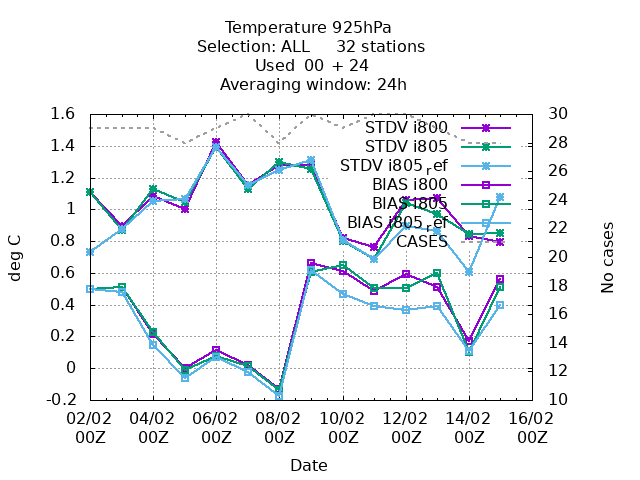 Temperature 925hPa
Selection: ALL 32 stations
Used 00 + 24
Averaging window: 24h
1.6
1.4
1.2
1
0.8
0.6
0.4
0.2
0
-0.2
deg C
30
28
26
24
22
20
18
16
14
12
10
No cases
STDV i800
STDV i805
STDV i805ref
BIAS i800
BIAS i805
BIAS i805ref
CASES
02/02 04/02 06/02 08/02 10/02 12/02 14/02 16/02
00Z 00Z 00Z 00Z 00Z 00Z 00Z 00Z
Date